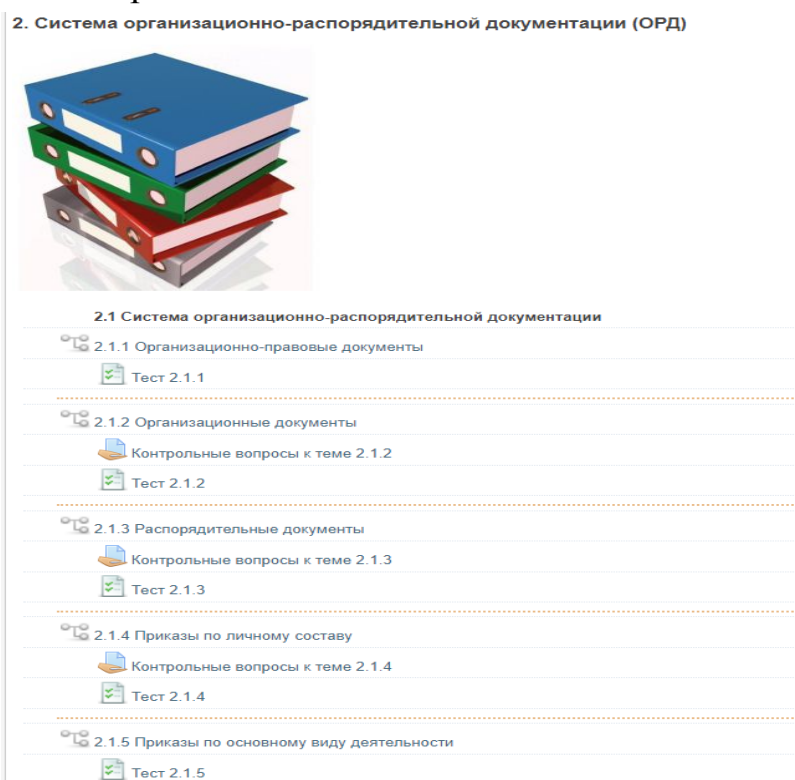 2. Система организационно-распорядительной документации (ОРД)
2.1 Система организационно-распорядительной документации
2.1.1 Организационно-правовые документы
Тест 2.1.1
2.1.2 Организационные документы
Контрольные вопросы к теме 2.1.2
Тест 2.1.2
2.1.3 Распорядительные документы
Контрольные вопросы к теме 2.1.3
Тест 2.1.3
2.1.4 Приказы по личному составу
Контрольные вопросы к теме 2.1.4
Тест 2.1.4
2.1.5 Приказы по основному виду деятельности
Тест 2.1.5